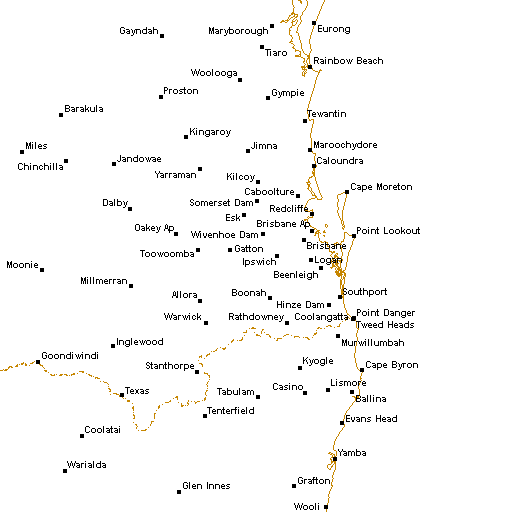 Gayndah
Maryborough
Eurong
Tiaro
Rainbow Beach
Woolooga
Proston
Gympie
Barakula
Tewantin
Kingaroy
Miles
Jimna
Maroochydore
Chinchilla
Jandowae
Caloundra
Yarraman
Kilcoy
Caboolture
Cape Moreton
Dalby
Somerset Dam
Redcliffe
Esk
Brisbane Ap
Oakey Ap
Wivenhoe Dam
Point Lookout
Brisbane
Toowoomba
Gatton
Ipswich
Logan
Moonie
Beenleigh
Millmerran
Allora
Boonah
Southport
Hinze Dam
Warwick
Rathdowney
Coolangatta
Point Danger
Tweed Heads
Inglewood
Murwillumbah
Goondiwindi
Stanthorpe
Kyogle
Cape Byron
Texas
Tabulam
Casino
Lismore
Ballina
Tenterfield
Evans Head
Coolatai
Yamba
Warialda
Glen Innes
Grafton
Wooli